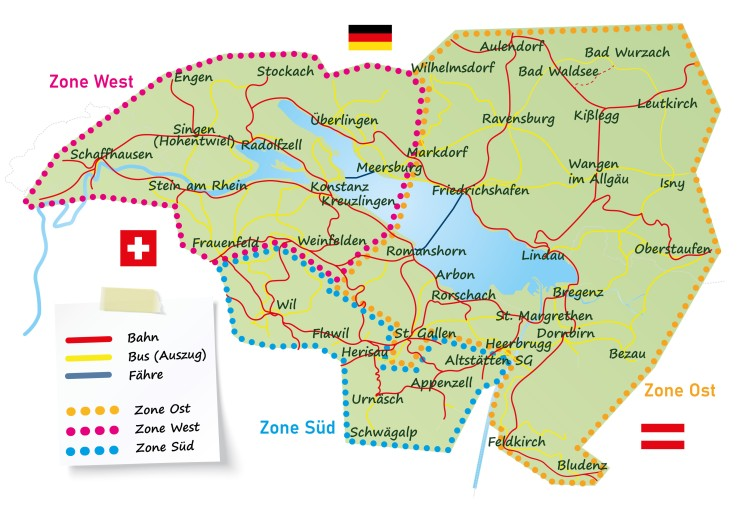 Zone West
Engen
Stockach
Wilhelmsdorf
Aulendorf
Bad Wurzach
Bad Waldsee
Leutkirch
Überlingen
Ravensburg
Kißlegg
Singen
(Hohentwiel)
Radolfzell
Schaffhausen
Markdorf
Meersburg
Wangen
im Allgäu
Isny
Stein am Rhein
Konstanz
Kreuzlingen
Friedrichshafen
Frauenfeld
Weinfelden
Romanshorn
Lindau
Oberstaufen
Arbon
Rorschach
Bregenz
Wil
St. Margrethen
Dornbirn
Flawil
St. Gallen
Heerbrugg
Herisau
Altstätten SG
Bezau
Appenzell
Urnäsch
Zone Ost
Zone Süd
Schwägalp
Feldkirch
Bludenz
Bahn
Bus (Auszug)
Fähre
Zone Ost
Zone West
Zone Süd